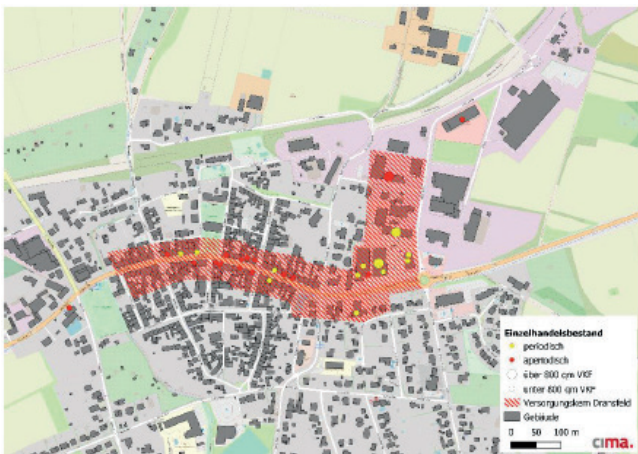 Einzelhandelsbestand
periodisch
aperiodisch
über 800 qm VKF
unter 800 qm VKF
Versorgungskern Dransfeld
Gebäude
0 50 100 m
cima.